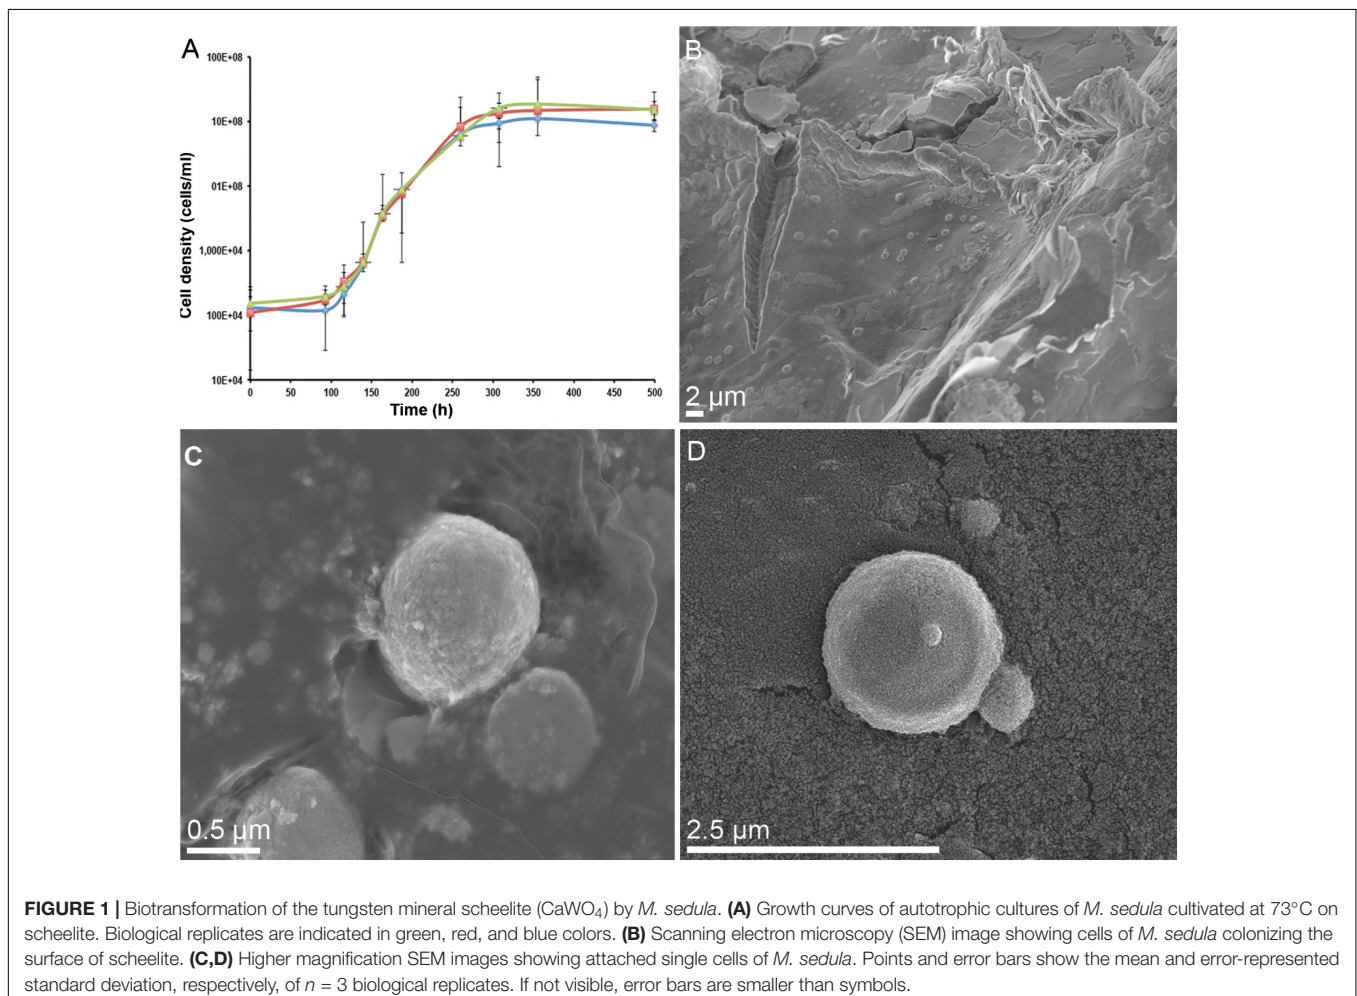 A
Cell density (cells/ml)
100E+08
10E+08
01E+08
1,000E+04
100E+04
10E+04
0 50 100 150 200 250 300 350 400 450 500
Time (h)
B
2 µm
C
0.5 µm
D
2.5 µm
FIGURE 1 | Biotransformation of the tungsten mineral scheelite (CaWO₄) by M. sedula. (A) Growth curves of autotrophic cultures of M. sedula cultivated at 73°C on
scheelite. Biological replicates are indicated in green, red, and blue colors. (B) Scanning electron microscopy (SEM) image showing cells of M. sedula colonizing the
surface of scheelite. (C,D) Higher magnification SEM images showing attached single cells of M. sedula. Points and error bars show the mean and error-represented
standard deviation, respectively, of n = 3 biological replicates. If not visible, error bars are smaller than symbols.